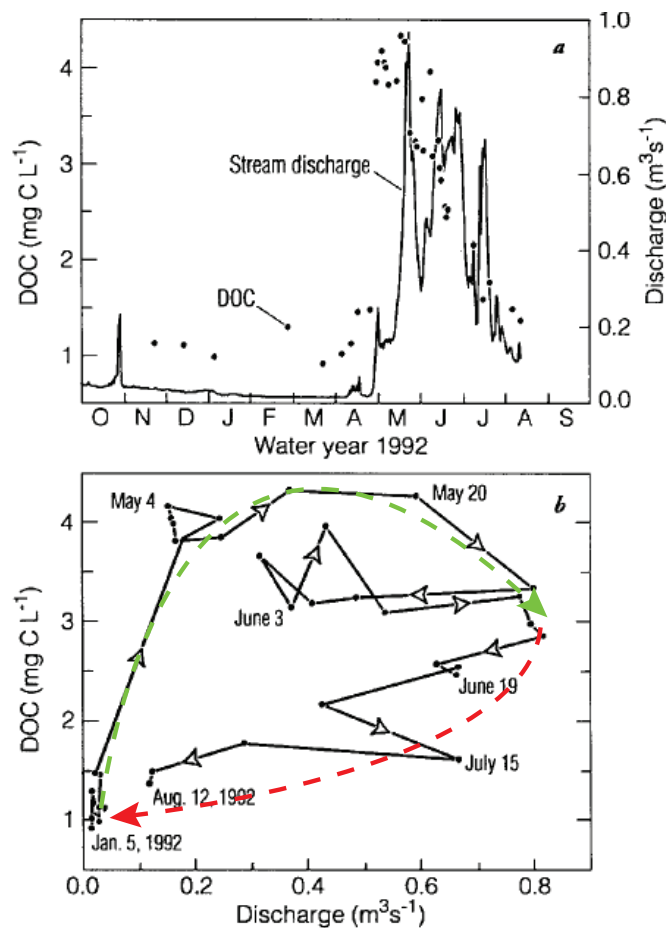 a
DOC (mg C L⁻¹)
4
3
2
1
1.0
0.8
0.6
0.4
0.2
0.0
Discharge (m³s⁻¹)
Stream discharge
DOC
O N D J F M A M J J A S
Water year 1992
b
DOC (mg C L⁻¹)
4
3
2
1
May 4
May 20
June 3
June 19
July 15
Aug. 12, 1992
Jan. 5, 1992
0.0 0.2 0.4 0.6 0.8
Discharge (m³s⁻¹)